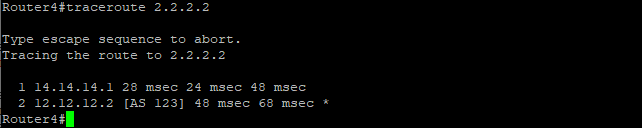 Router4#traceroute 2.2.2.2
Type escape sequence to abort.
Tracing the route to 2.2.2.2
1 14.14.14.1 28 msec 24 msec 48 msec
2 12.12.12.2 [AS 123] 48 msec 68 msec *
Router4#